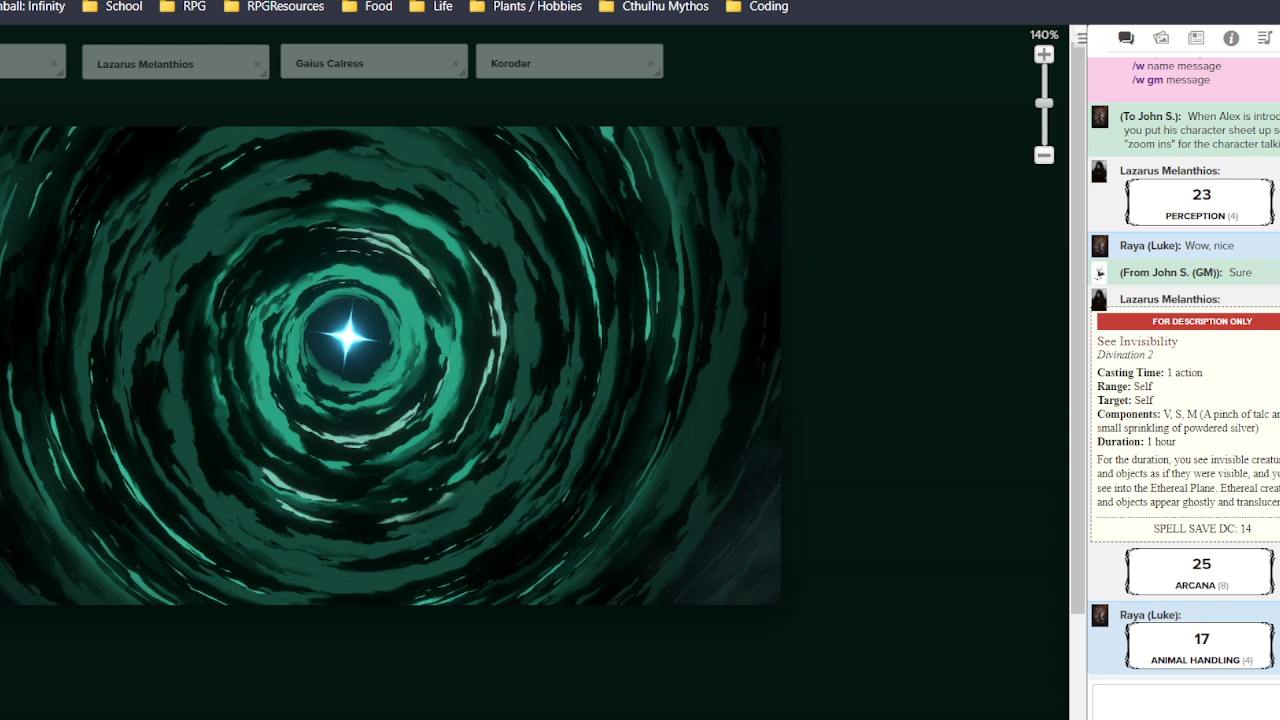 nball: Infinity School RPG RPGResources Food Life Plants / Hobbies Cthulhu Mythos Coding
140%
Lazarus Melanthios × Gaius Calress × Korodar ×
/w name message
/w gm message
(To John S.): When Alex is introd
you put his character sheet up s
"zoom ins" for the character talki
Lazarus Melanthios:
23
PERCEPTION (4)
Raya (Luke): Wow, nice
(From John S. (GM)): Sure
Lazarus Melanthios:
FOR DESCRIPTION ONLY
See Invisibility
Divination 2
Casting Time: 1 action
Range: Self
Target: Self
Components: V, S, M (A pinch of talc an
small sprinkling of powdered silver)
Duration: 1 hour
For the duration, you see invisible creatu
and objects as if they were visible, and yo
see into the Ethereal Plane. Ethereal creat
and objects appear ghostly and translucen
SPELL SAVE DC: 14
25
ARCANA (8)
Raya (Luke):
17
ANIMAL HANDLING (4)